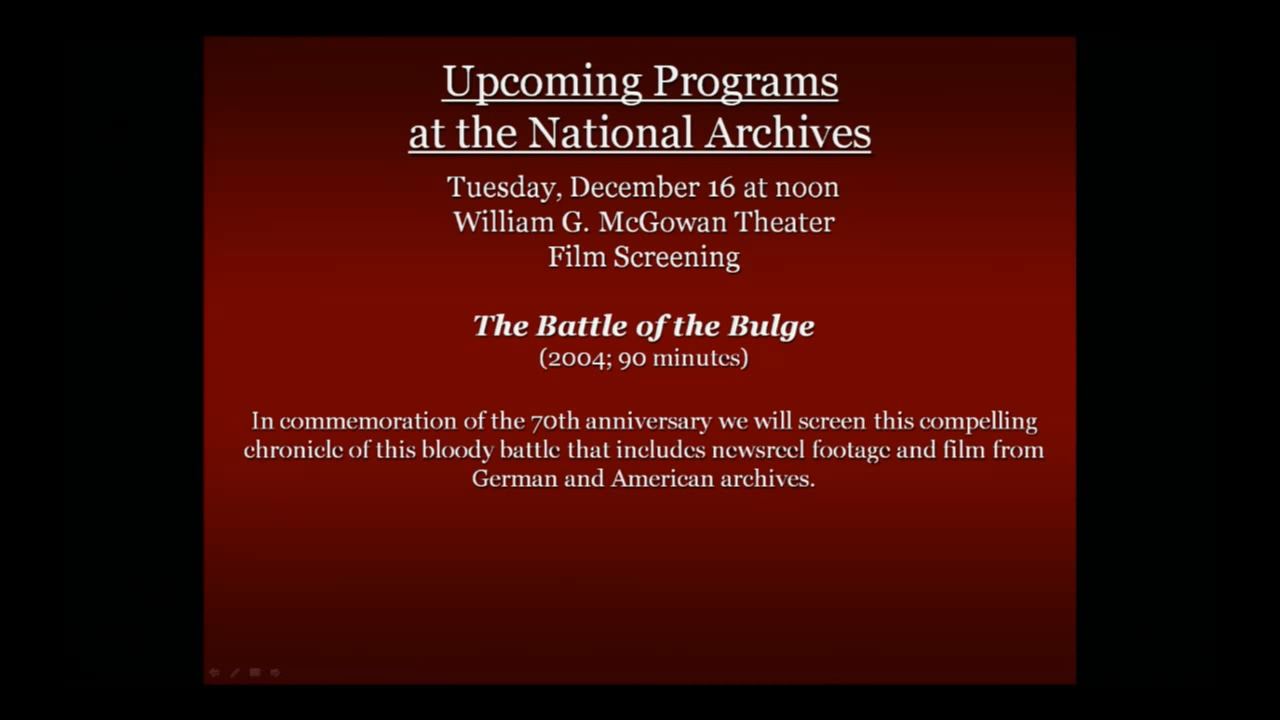 Upcoming Programs
at the National Archives
Tuesday, December 16 at noon
William G. McGowan Theater
Film Screening
The Battle of the Bulge
(2004; 90 minutes)
In commemoration of the 70th anniversary we will screen this compelling
chronicle of this bloody battle that includes newsreel footage and film from
German and American archives.